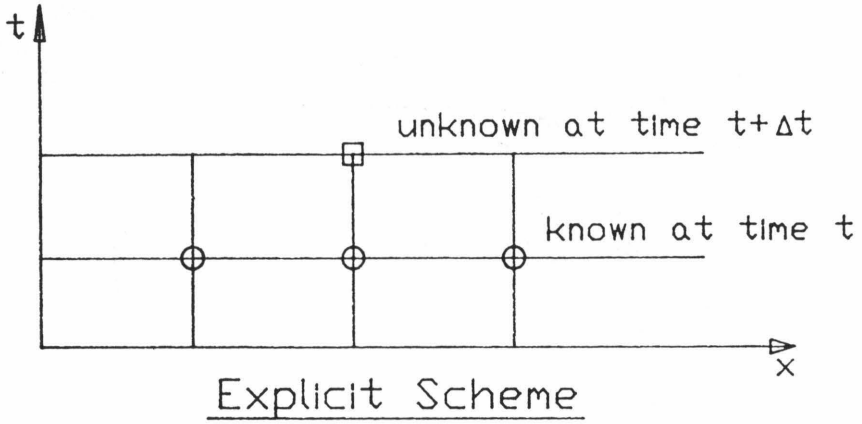 t
unknown at time t+Δt
known at time t
x
Explicit Scheme